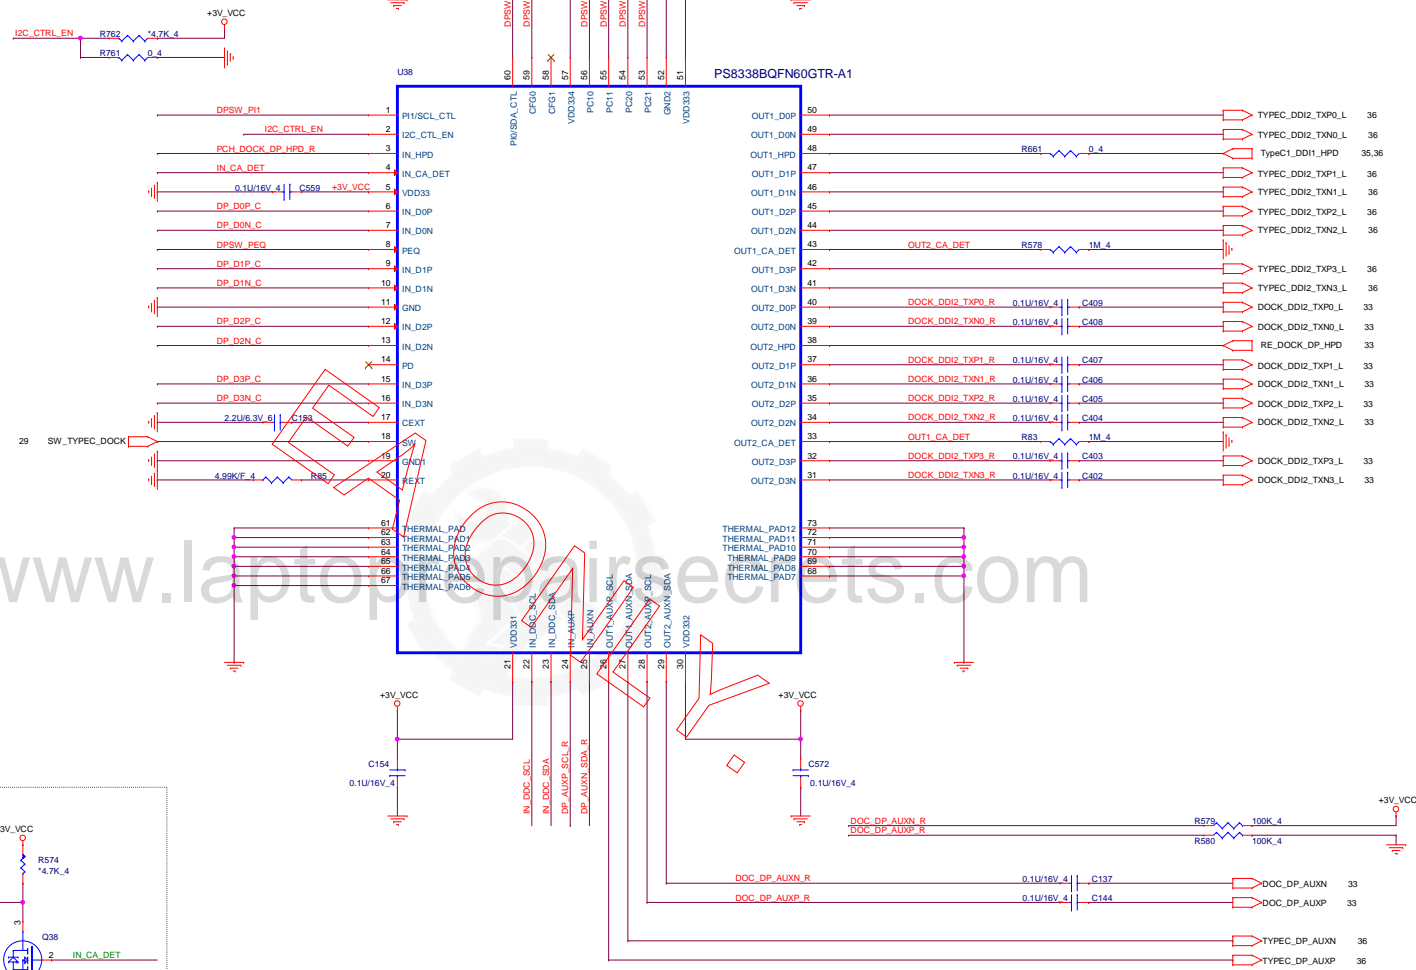 +3V_VCC
I2C_CTRL_EN
R762 *4.7K_4
R761 0_4
DPSW
DPSW
DPSW
DPSW
DPSW
U38
PS8338BQFN60GTR-A1
60 59 58 57 56 55 54 53 52 51
PI0/SDA_CTL
CFG0
CFG1
VDD334
PC10
PC11
PC20
PC21
GND2
VDD333
DPSW_PI1 1 PI1/SCL_CTL
I2C_CTRL_EN 2 I2C_CTL_EN
PCH_DOCK_DP_HPD_R 3 IN_HPD
IN_CA_DET 4 IN_CA_DET
0.1U/16V_4 C559 +3V_VCC 5 VDD33
DP_D0P_C 6 IN_D0P
DP_D0N_C 7 IN_D0N
DPSW_PEQ 8 PEQ
DP_D1P_C 9 IN_D1P
DP_D1N_C 10 IN_D1N
11 GND
DP_D2P_C 12 IN_D2P
DP_D2N_C 13 IN_D2N
14 PD
DP_D3P_C 15 IN_D3P
DP_D3N_C 16 IN_D3N
2.2U/6.3V_6 C153 17 CEXT
29 SW_TYPEC_DOCK 18 SW
19 GND1
4.99K/F_4 R85 20 REXT
61 THERMAL_PAD
62 THERMAL_PAD1
63 THERMAL_PAD2
64 THERMAL_PAD3
65 THERMAL_PAD4
66 THERMAL_PAD5
67 THERMAL_PAD6
OUT1_D0P 50 TYPEC_DDI2_TXP0_L 36
OUT1_D0N 49 TYPEC_DDI2_TXN0_L 36
OUT1_HPD 48 R661 0_4 TypeC1_DDI1_HPD 35,36
OUT1_D1P 47 TYPEC_DDI2_TXP1_L 36
OUT1_D1N 46 TYPEC_DDI2_TXN1_L 36
OUT1_D2P 45 TYPEC_DDI2_TXP2_L 36
OUT1_D2N 44 TYPEC_DDI2_TXN2_L 36
OUT1_CA_DET 43 OUT2_CA_DET R578 1M_4
OUT1_D3P 42 TYPEC_DDI2_TXP3_L 36
OUT1_D3N 41 TYPEC_DDI2_TXN3_L 36
OUT2_D0P 40 DOCK_DDI2_TXP0_R 0.1U/16V_4 C409 DOCK_DDI2_TXP0_L 33
OUT2_D0N 39 DOCK_DDI2_TXN0_R 0.1U/16V_4 C408 DOCK_DDI2_TXN0_L 33
OUT2_HPD 38 RE_DOCK_DP_HPD 33
OUT2_D1P 37 DOCK_DDI2_TXP1_R 0.1U/16V_4 C407 DOCK_DDI2_TXP1_L 33
OUT2_D1N 36 DOCK_DDI2_TXN1_R 0.1U/16V_4 C406 DOCK_DDI2_TXN1_L 33
OUT2_D2P 35 DOCK_DDI2_TXP2_R 0.1U/16V_4 C405 DOCK_DDI2_TXP2_L 33
OUT2_D2N 34 DOCK_DDI2_TXN2_R 0.1U/16V_4 C404 DOCK_DDI2_TXN2_L 33
OUT2_CA_DET 33 OUT1_CA_DET R83 1M_4
OUT2_D3P 32 DOCK_DDI2_TXP3_R 0.1U/16V_4 C403 DOCK_DDI2_TXP3_L 33
OUT2_D3N 31 DOCK_DDI2_TXN3_R 0.1U/16V_4 C402 DOCK_DDI2_TXN3_L 33
THERMAL_PAD12 73
THERMAL_PAD11 72
THERMAL_PAD10 71
THERMAL_PAD9 70
THERMAL_PAD8 69
THERMAL_PAD7 68
www.laptoprepairsecrets.com
ONLY.
VDD331
IN_DDC_SCL
IN_DDC_SDA
IN_AUXP
IN_AUXN
OUT1_AUXP_SCL
OUT1_AUXN_SDA
OUT2_AUXP_SCL
OUT2_AUXN_SDA
VDD332
21 22 23 24 25 26 27 28 29 30
+3V_VCC
C154
0.1U/16V_4
IN_DDC_SCL
IN_DDC_SDA
DP_AUXP_SCL_R
DP_AUXN_SDA_R
+3V_VCC
C572
0.1U/16V_4
+3V_VCC
DOC_DP_AUXN_R R579 100K_4
DOC_DP_AUXP_R R580 100K_4
DOC_DP_AUXN_R 0.1U/16V_4 C137 DOC_DP_AUXN 33
DOC_DP_AUXP_R 0.1U/16V_4 C144 DOC_DP_AUXP 33
TYPEC_DP_AUXN 36
TYPEC_DP_AUXP 36
3V_VCC
R574
*4.7K_4
3
Q38
2 IN_CA_DET